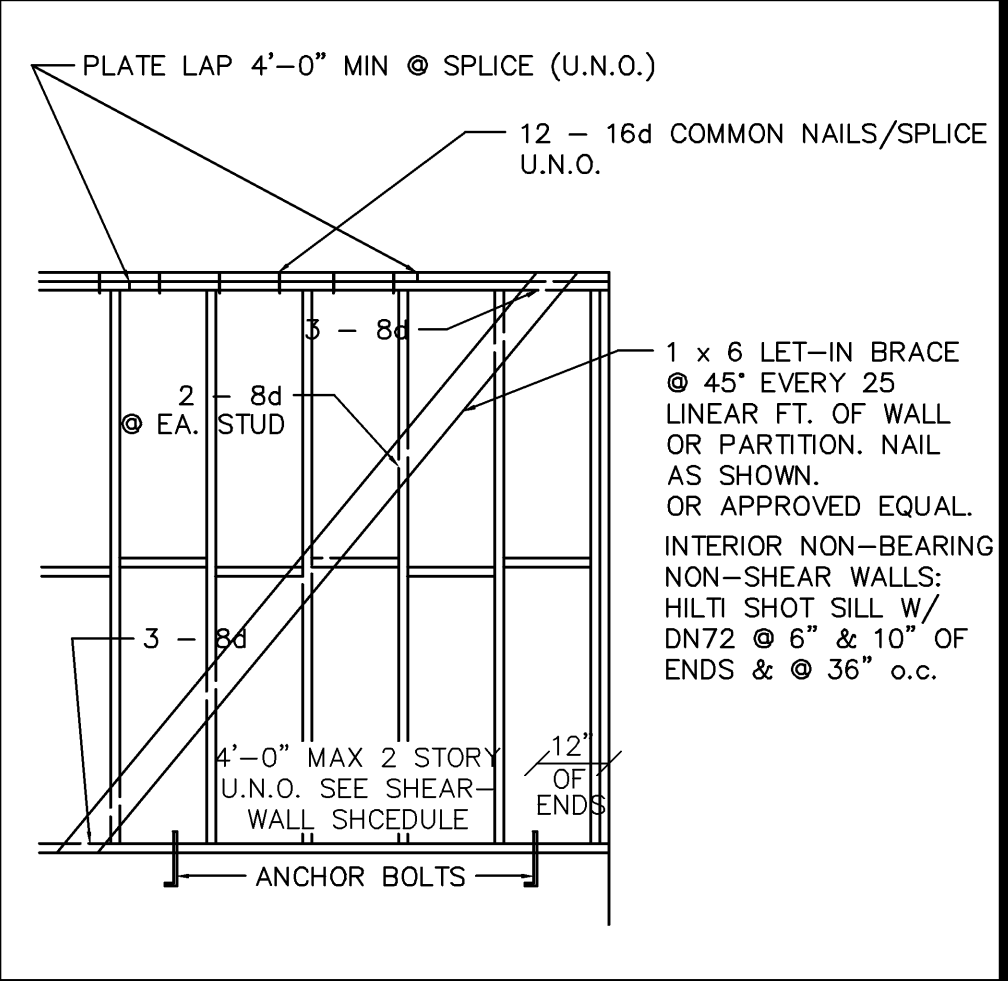 PLATE LAP 4'-0" MIN @ SPLICE (U.N.O.)
12 - 16d COMMON NAILS/SPLICE
U.N.O.
3 - 8d
2 - 8d
@ EA. STUD
1 x 6 LET-IN BRACE
@ 45° EVERY 25
LINEAR FT. OF WALL
OR PARTITION. NAIL
AS SHOWN.
OR APPROVED EQUAL.
INTERIOR NON-BEARING
NON-SHEAR WALLS:
HILTI SHOT SILL W/
DN72 @ 6" & 10" OF
ENDS & @ 36" o.c.
3 - 8d
4'-0" MAX 2 STORY
U.N.O. SEE SHEAR-
WALL SHCEDULE
12"
OF
ENDS
ANCHOR BOLTS